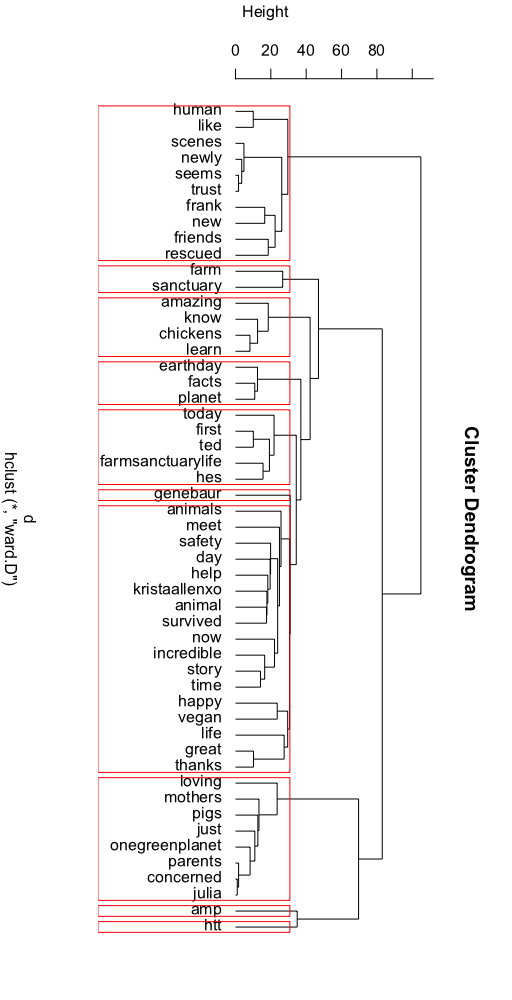 Height
0 20 40 60 80
human
like
scenes
newly
seems
trust
frank
new
friends
rescued
farm
sanctuary
amazing
know
chickens
learn
earthday
facts
planet
today
first
ted
farmsanctuarylife
hes
genebaur
animals
meet
safety
day
help
kristaallenxo
animal
survived
now
incredible
story
time
happy
vegan
life
great
thanks
loving
mothers
pigs
just
onegreenplanet
parents
concerned
julia
amp
htt
Cluster Dendrogram
d
hclust (*, "ward.D")